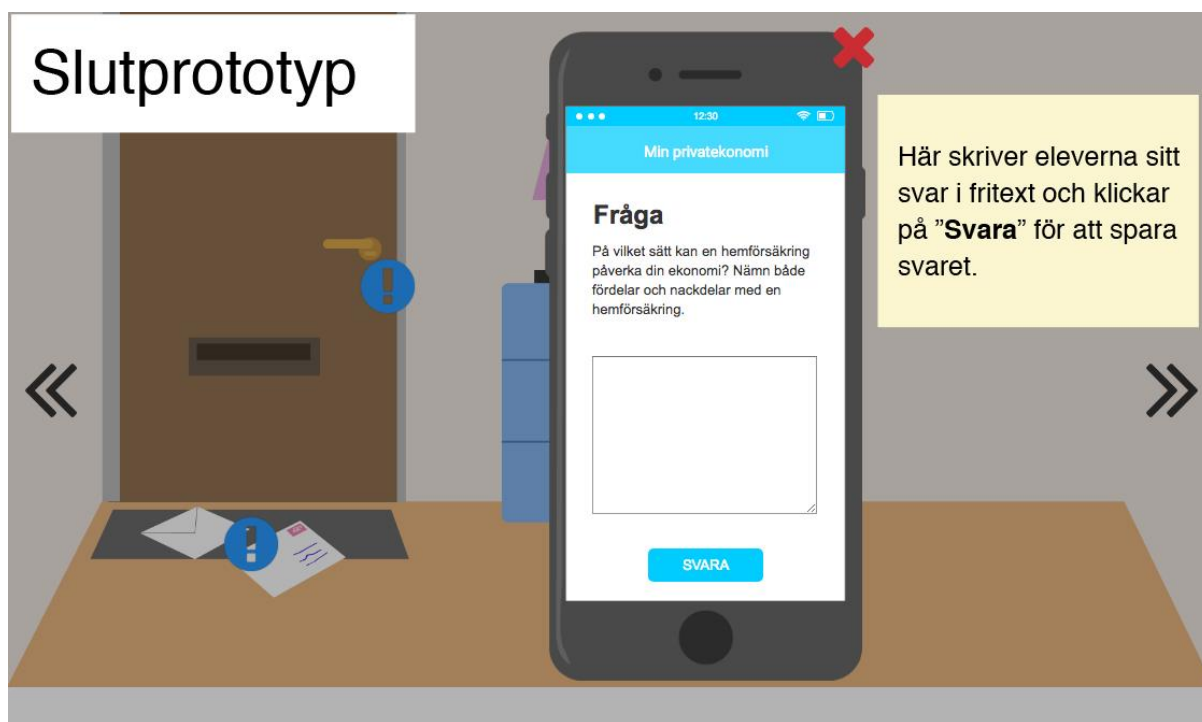 Slutprototyp
12:30
Min privatekonomi
Fråga
På vilket sätt kan en hemförsäkring
påverka din ekonomi? Nämn både
fördelar och nackdelar med en
hemförsäkring.
SVARA
Här skriver eleverna sitt
svar i fritext och klickar
på ”Svara” för att spara
svaret.